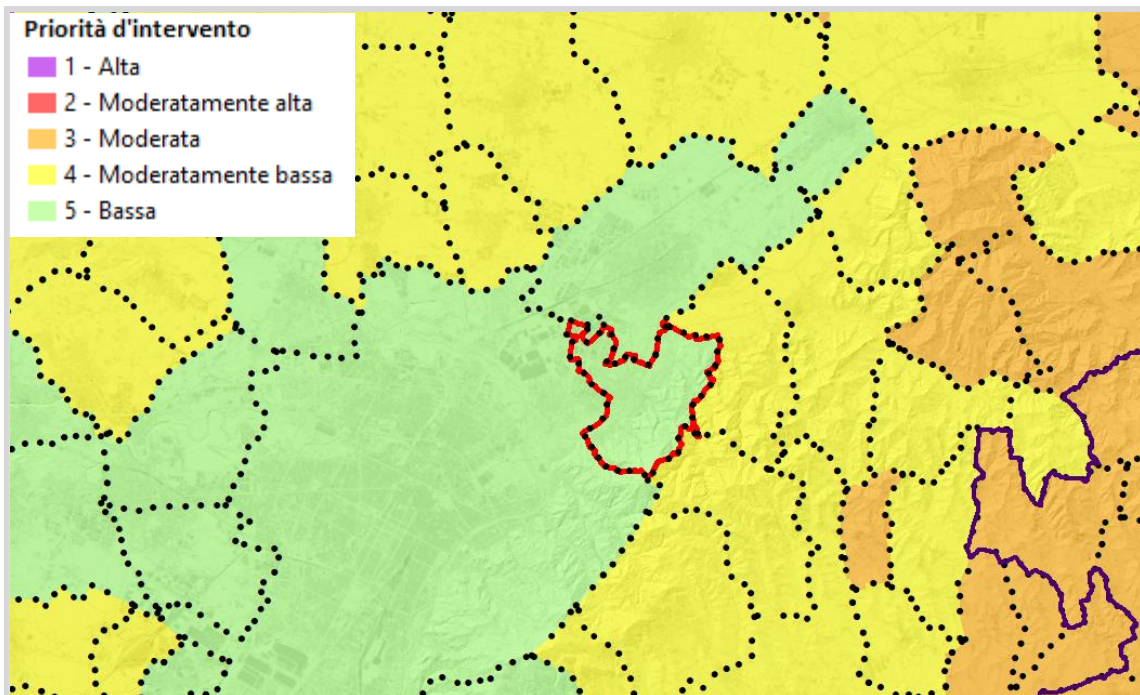 Priorità d'intervento
1 - Alta
2 - Moderatamente alta
3 - Moderata
4 - Moderatamente bassa
5 - Bassa